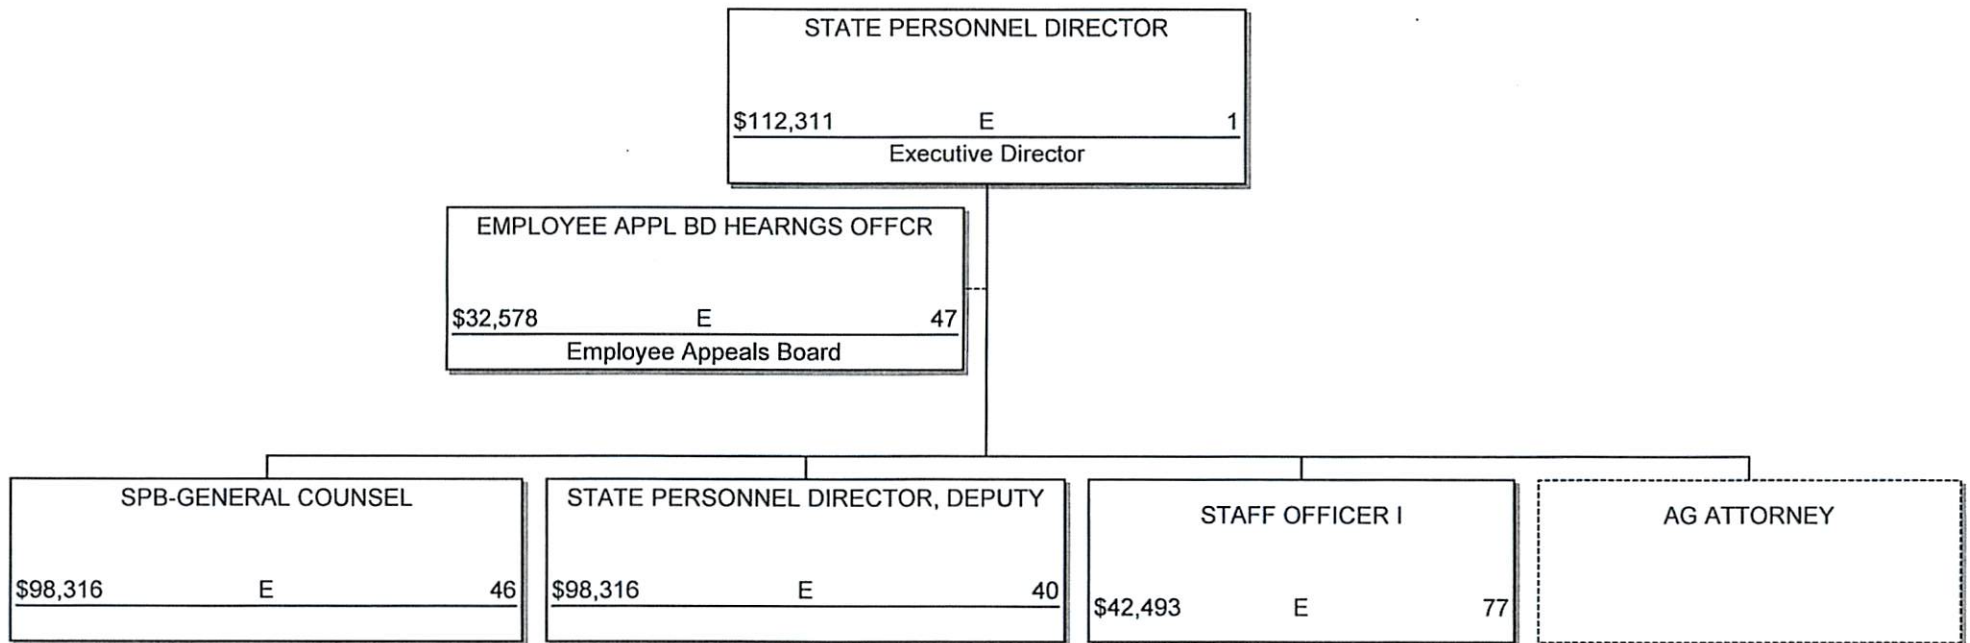 STATE PERSONNEL DIRECTOR
$112,311 E 1
Executive Director
EMPLOYEE APPL BD HEARNGS OFFCR
$32,578 E 47
Employee Appeals Board
SPB-GENERAL COUNSEL
$98,316 E 46
STATE PERSONNEL DIRECTOR, DEPUTY
$98,316 E 40
STAFF OFFICER I
$42,493 E 77
AG ATTORNEY